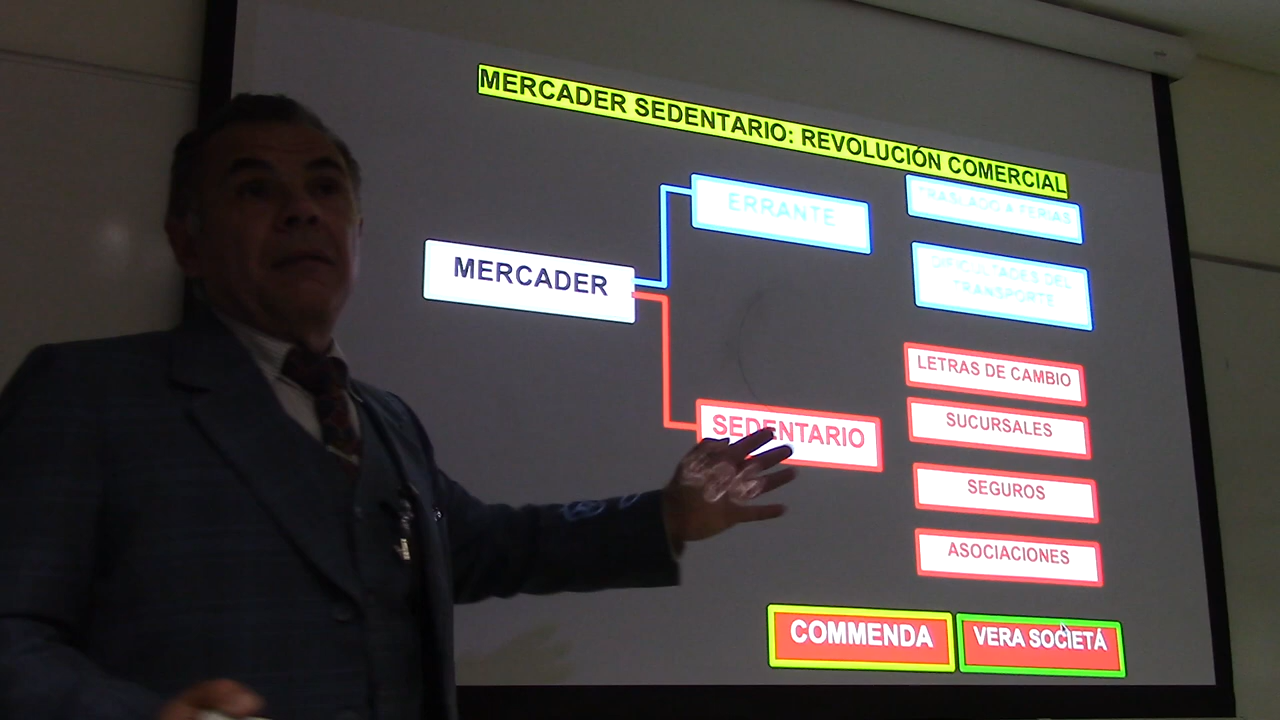 MERCADER SEDENTARIO: REVOLUCIÓN COMERCIAL
MERCADER
ERRANTE
TRASLADO A FERIAS
DIFICULTADES DEL
TRANSPORTE
SEDENTARIO
LETRAS DE CAMBIO
SUCURSALES
SEGUROS
ASOCIACIONES
COMMENDA
VERA SOCIETÁ